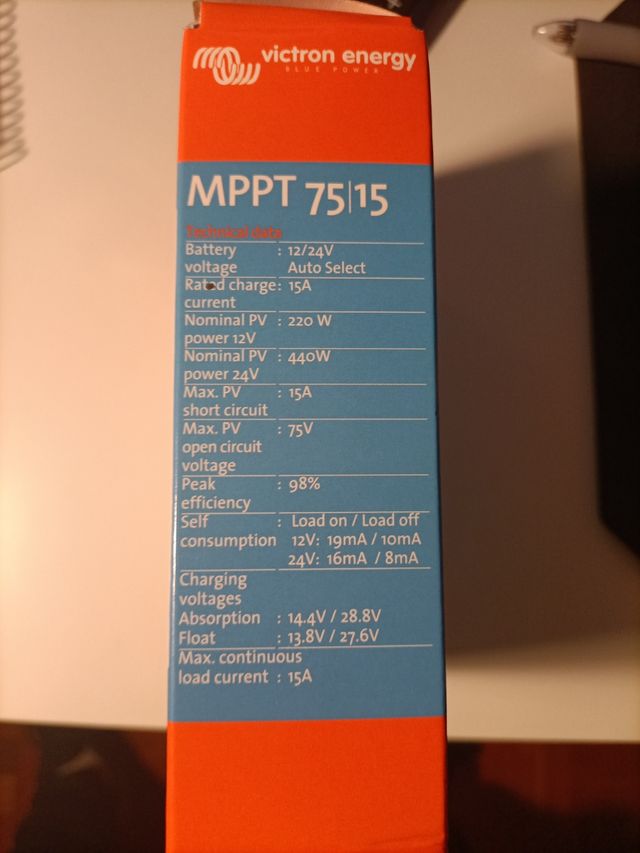 victron energy
BLUE POWER
MPPT 75|15
Technical data
Battery : 12/24V
voltage Auto Select
Rated charge: 15A
current
Nominal PV : 220 W
power 12V
Nominal PV : 440W
power 24V
Max. PV : 15A
short circuit
Max. PV : 75V
open circuit
voltage
Peak : 98%
efficiency
Self : Load on / Load off
consumption 12V: 19mA / 10mA
24V: 16mA / 8mA
Charging
voltages
Absorption : 14.4V / 28.8V
Float : 13.8V / 27.6V
Max. continuous
load current : 15A